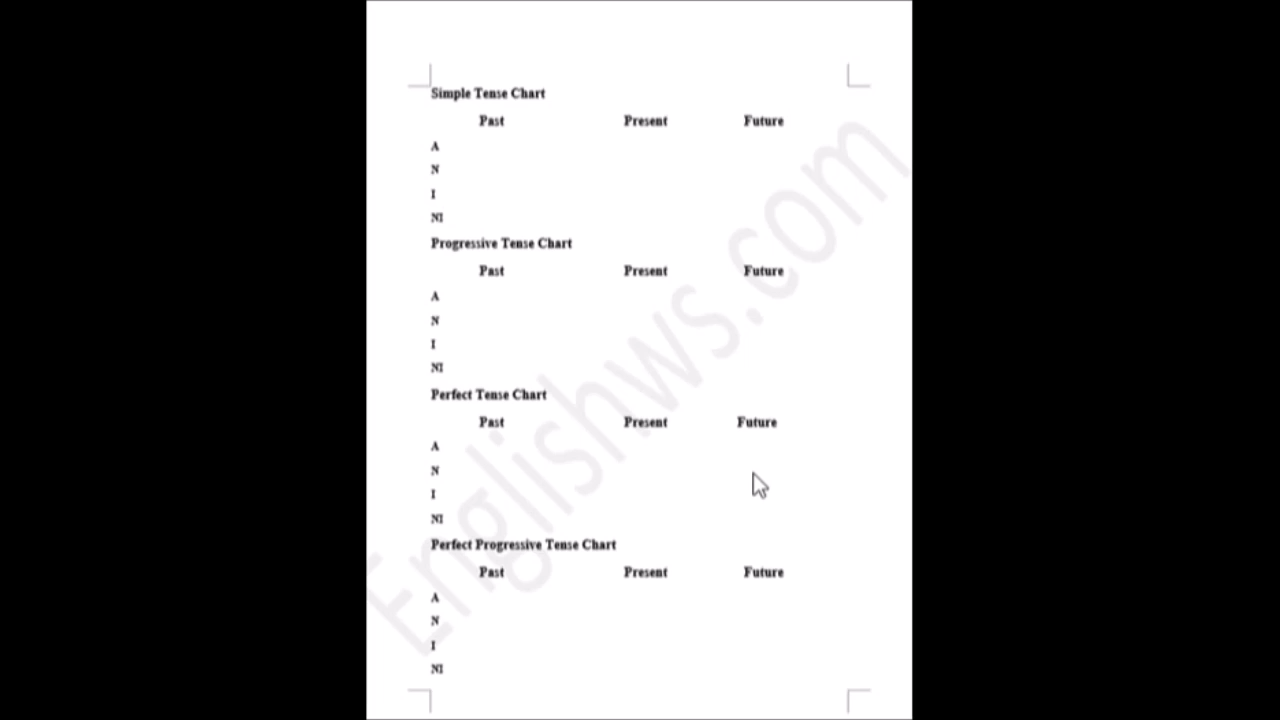 Simple Tense Chart
Past Present Future
A
N
I
NI
Progressive Tense Chart
Past Present Future
A
N
I
NI
Perfect Tense Chart
Past Present Future
A
N
I
NI
Perfect Progressive Tense Chart
Past Present Future
A
N
I
NI
Englishws.com